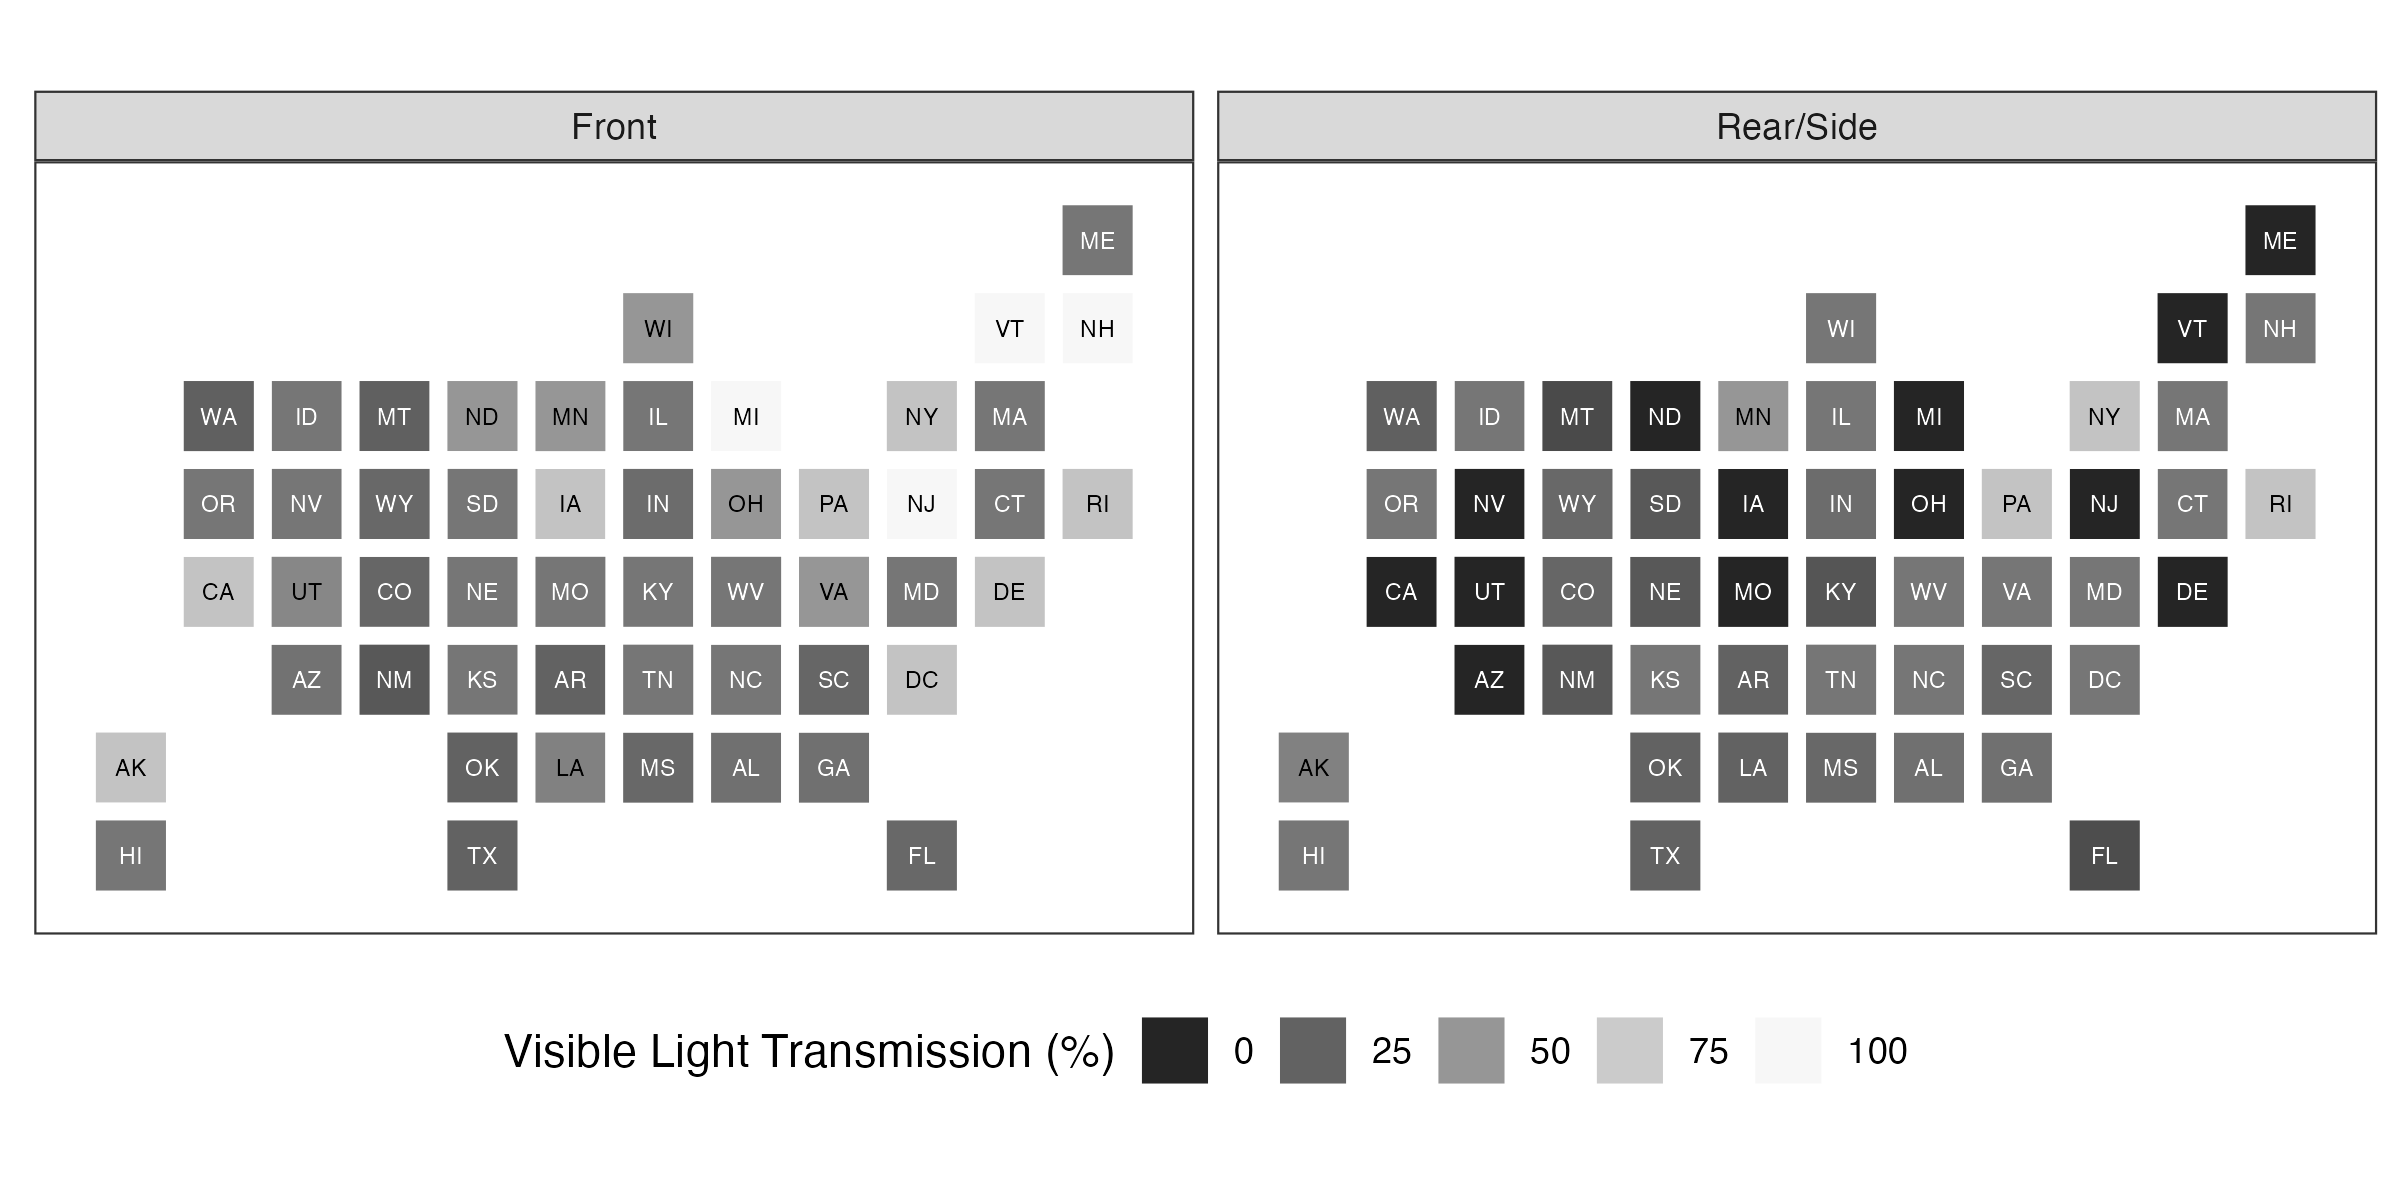 Front
ME
WI VT NH
WA ID MT ND MN IL MI NY MA
OR NV WY SD IA IN OH PA NJ CT RI
CA UT CO NE MO KY WV VA MD DE
AZ NM KS AR TN NC SC DC
AK OK LA MS AL GA
HI TX FL
Rear/Side
ME
WI VT NH
WA ID MT ND MN IL MI NY MA
OR NV WY SD IA IN OH PA NJ CT RI
CA UT CO NE MO KY WV VA MD DE
AZ NM KS AR TN NC SC DC
AK OK LA MS AL GA
HI TX FL
Visible Light Transmission (%) 0 25 50 75 100